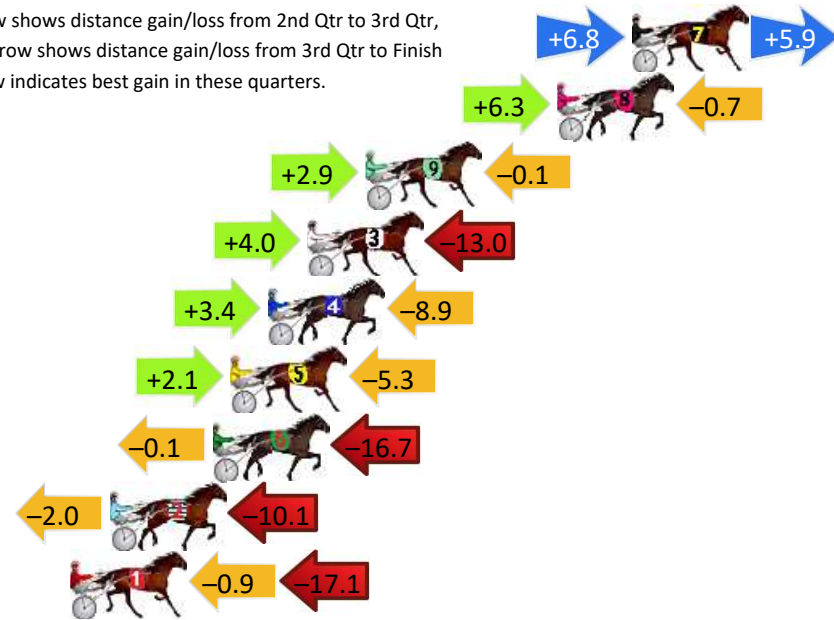 w shows distance gain/loss from 2nd Qtr to 3rd Qtr,
row shows distance gain/loss from 3rd Qtr to Finish
w indicates best gain in these quarters.
+6.8 7 +5.9
+6.3 8 –0.7
+2.9 9 –0.1
+4.0 3 –13.0
+3.4 4 –8.9
+2.1 5 –5.3
–0.1 6 –16.7
–2.0 2 –10.1
1 –0.9 –17.1